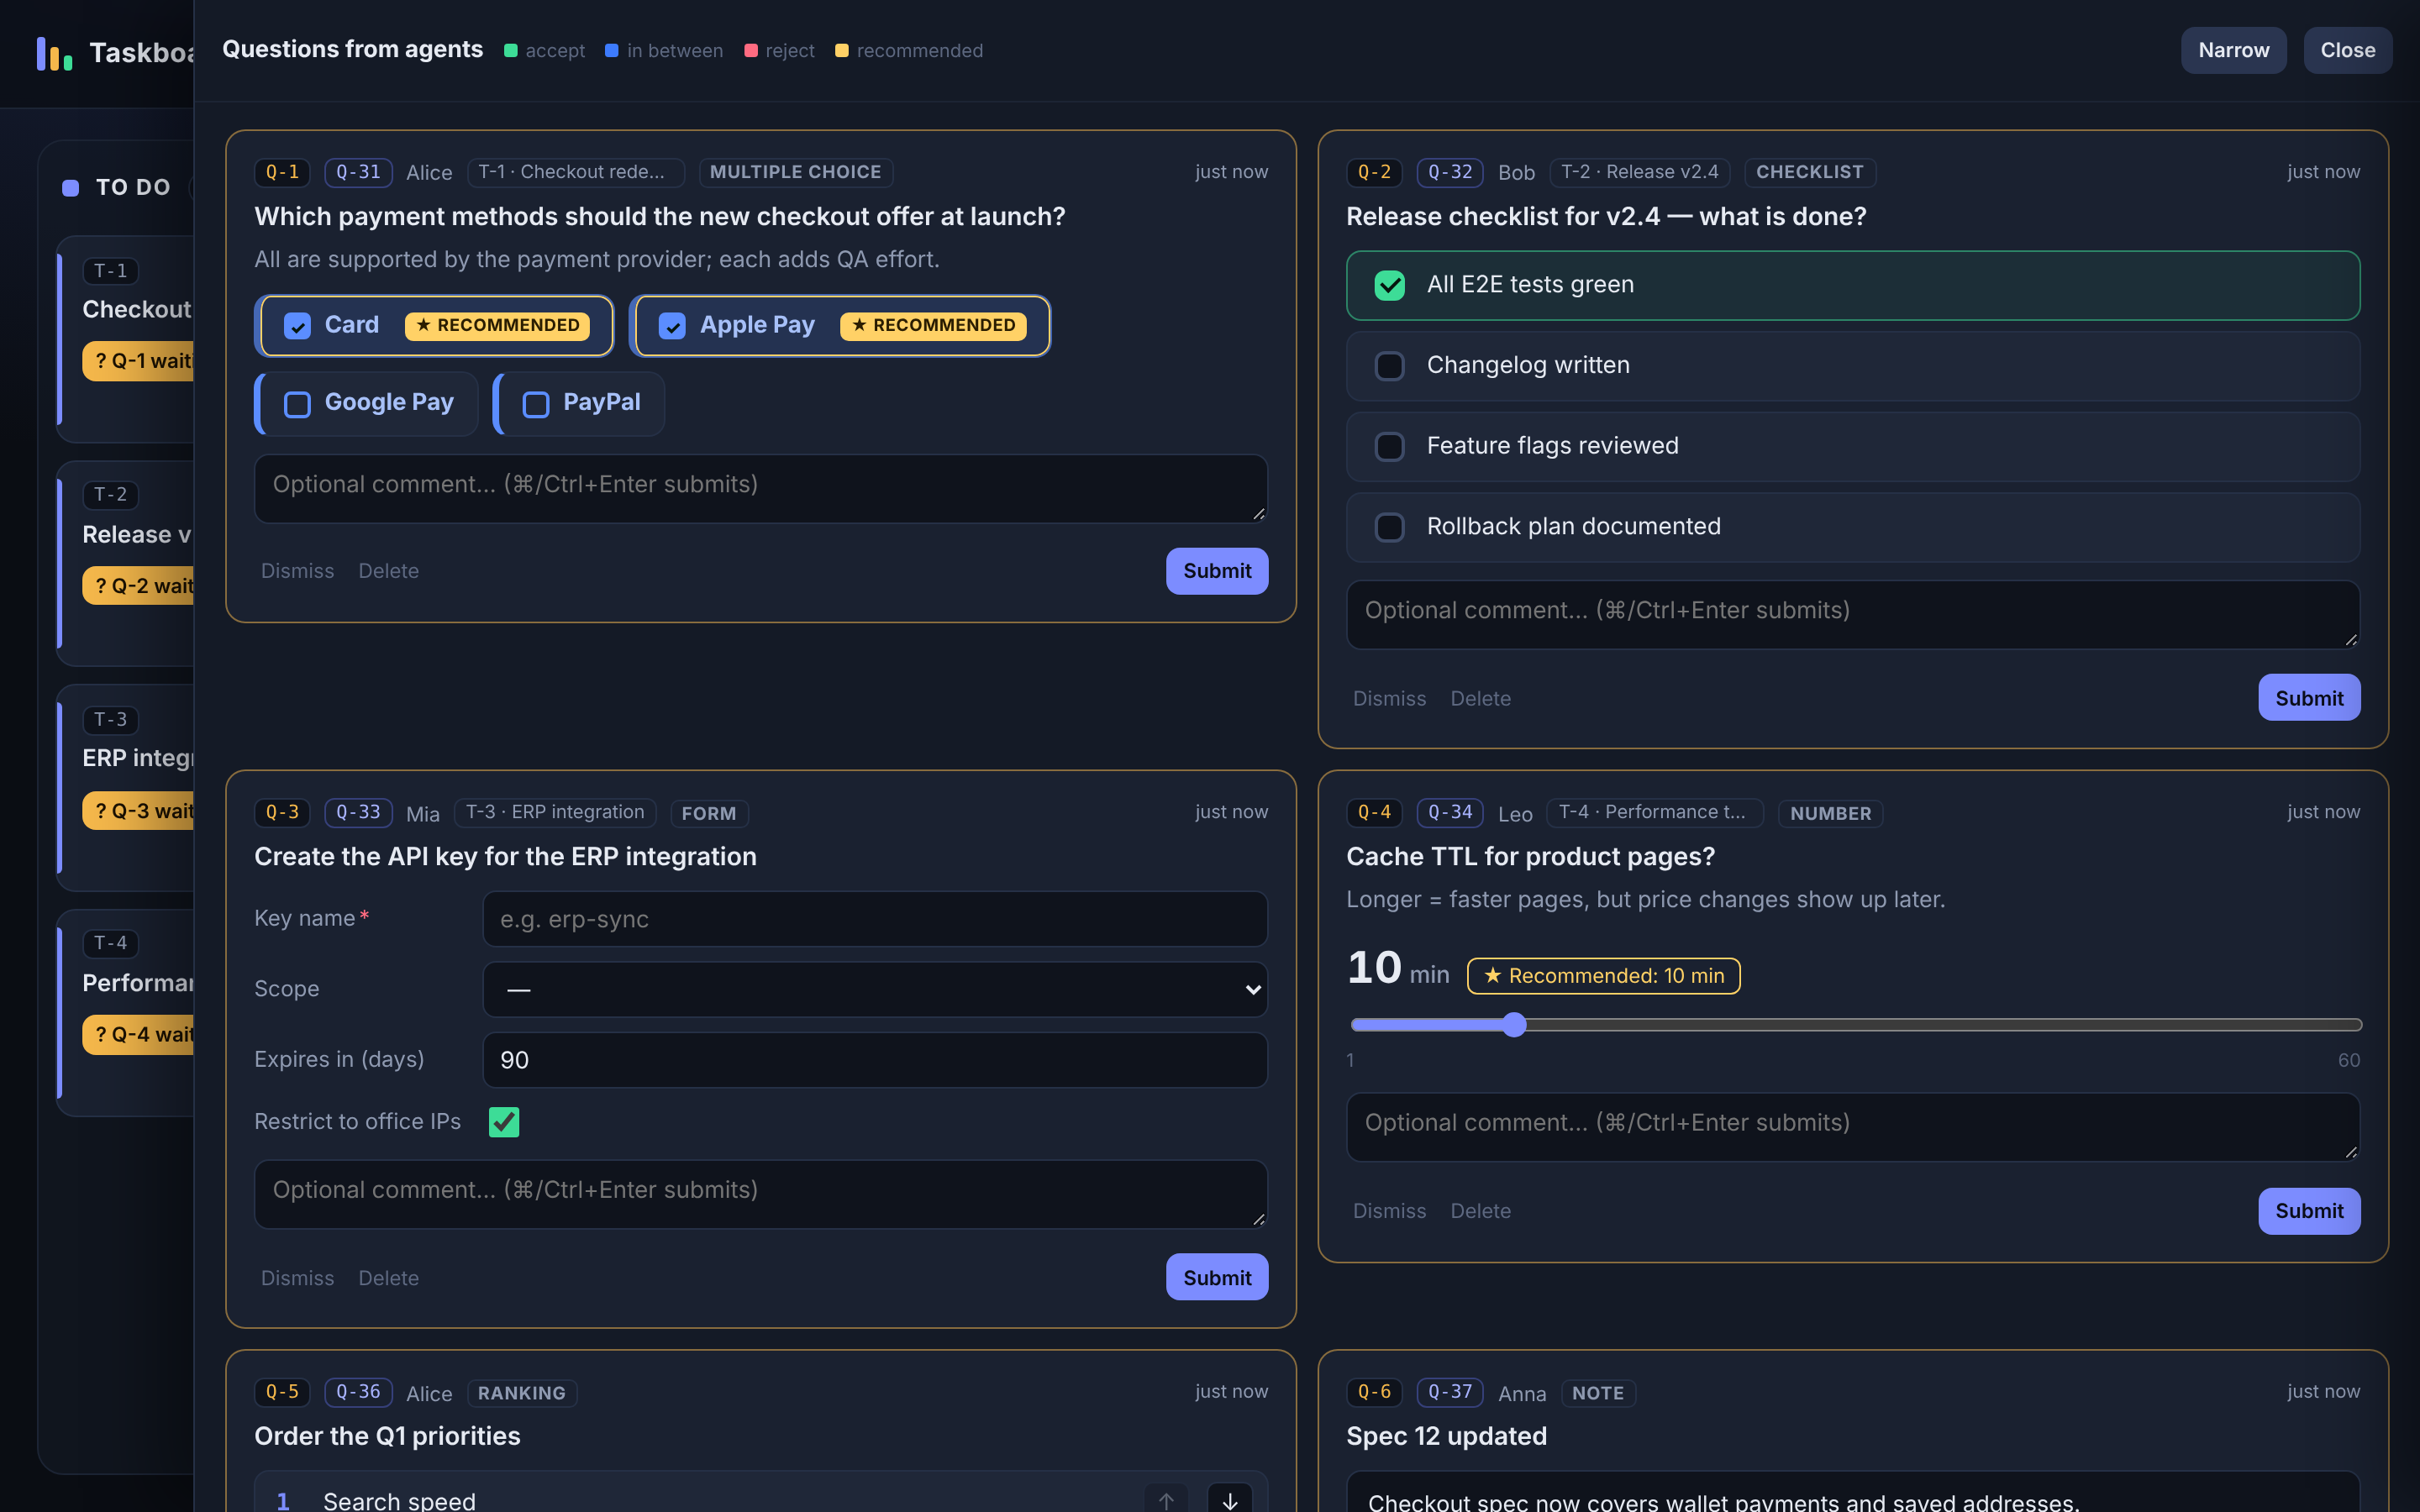 Taskboa
TO DO
T-1
Checkout
? Q-1 waiti
T-2
Release v
? Q-2 wait
T-3
ERP integr
? Q-3 wait
T-4
Performan
? Q-4 wait
Questions from agents accept in between reject recommended
Narrow Close
Q-1 Q-31 Alice T-1 · Checkout rede... MULTIPLE CHOICE just now
Which payment methods should the new checkout offer at launch?
All are supported by the payment provider; each adds QA effort.
Card ★ RECOMMENDED Apple Pay ★ RECOMMENDED
Google Pay PayPal
Optional comment... (⌘/Ctrl+Enter submits)
Dismiss Delete Submit
Q-2 Q-32 Bob T-2 · Release v2.4 CHECKLIST just now
Release checklist for v2.4 — what is done?
All E2E tests green
Changelog written
Feature flags reviewed
Rollback plan documented
Optional comment... (⌘/Ctrl+Enter submits)
Dismiss Delete Submit
Q-3 Q-33 Mia T-3 · ERP integration FORM just now
Create the API key for the ERP integration
Key name* e.g. erp-sync
Scope —
Expires in (days) 90
Restrict to office IPs
Optional comment... (⌘/Ctrl+Enter submits)
Dismiss Delete Submit
Q-4 Q-34 Leo T-4 · Performance t... NUMBER just now
Cache TTL for product pages?
Longer = faster pages, but price changes show up later.
10 min ★ Recommended: 10 min
1 60
Optional comment... (⌘/Ctrl+Enter submits)
Dismiss Delete Submit
Q-5 Q-36 Alice RANKING just now
Order the Q1 priorities
1 Search speed ↑ ↓
Q-6 Q-37 Anna NOTE just now
Spec 12 updated
Checkout spec now covers wallet payments and saved addresses.